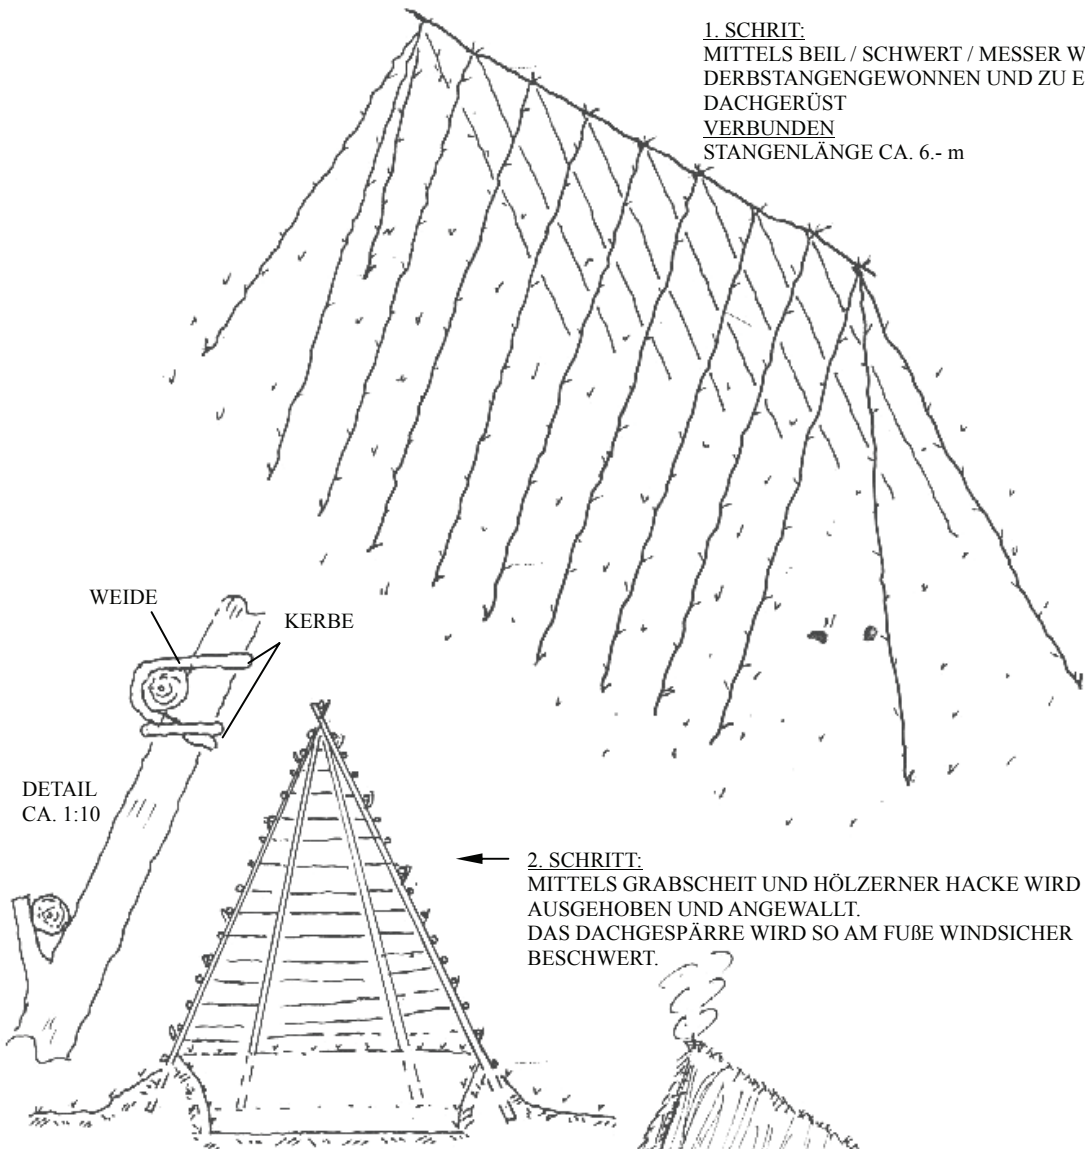 1. SCHRIT:
MITTELS BEIL / SCHWERT / MESSER W
DERBSTANGENGEWONNEN UND ZU E
DACHGERÜST
VERBUNDEN
STANGENLÄNGE CA. 6.- m
WEIDE
KERBE
DETAIL
CA. 1:10
2. SCHRITT:
MITTELS GRABSCHEIT UND HÖLZERNER HACKE WIRD
AUSGEHOBEN UND ANGEWALLT.
DAS DACHGESPÄRRE WIRD SO AM FUßE WINDSICHER
BESCHWERT.